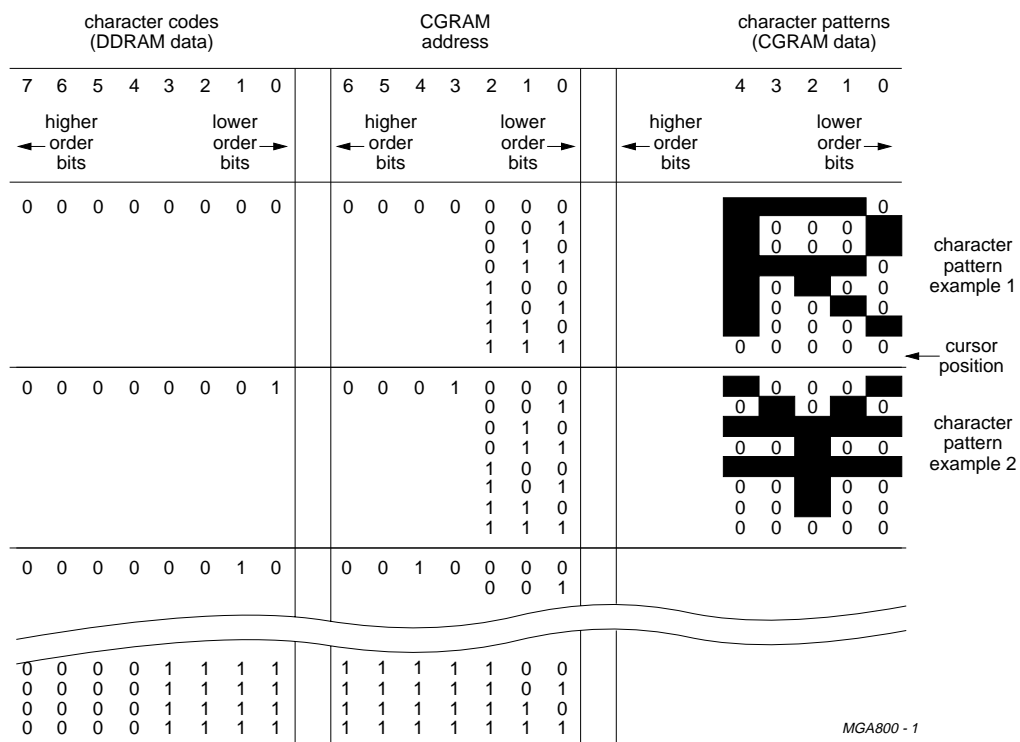 character codes
(DDRAM data)
CGRAM
address
character patterns
(CGRAM data)
7 6 5 4 3 2 1 0 6 5 4 3 2 1 0 4 3 2 1 0
higher
order
bits
lower
order
bits
higher
order
bits
lower
order
bits
higher
order
bits
lower
order
bits
0 0 0 0 0 0 0 0 0 0 0 0 0 0 0 0
0 0 1 0 0 0
0 1 0 0 0 0
0 1 1 0
1 0 0 0 0 0
1 0 1 0 0 0
1 1 0 0 0 0
1 1 1 0 0 0 0 0
character
pattern
example 1
cursor
position
0 0 0 0 0 0 0 1 0 0 0 1 0 0 0 0 0 0
0 0 1 0 0 0
0 1 0
0 1 1 0 0 0 0
1 0 0
1 0 1 0 0 0 0
1 1 0 0 0 0 0
1 1 1 0 0 0 0 0
character
pattern
example 2
0 0 0 0 0 0 1 0 0 0 1 0 0 0 0
0 0 1
0 0 0 0 1 1 1 1 1 1 1 1 1 0 0
0 0 0 0 1 1 1 1 1 1 1 1 1 0 1
0 0 0 0 1 1 1 1 1 1 1 1 1 1 0
0 0 0 0 1 1 1 1 1 1 1 1 1 1 1
MGA800 - 1